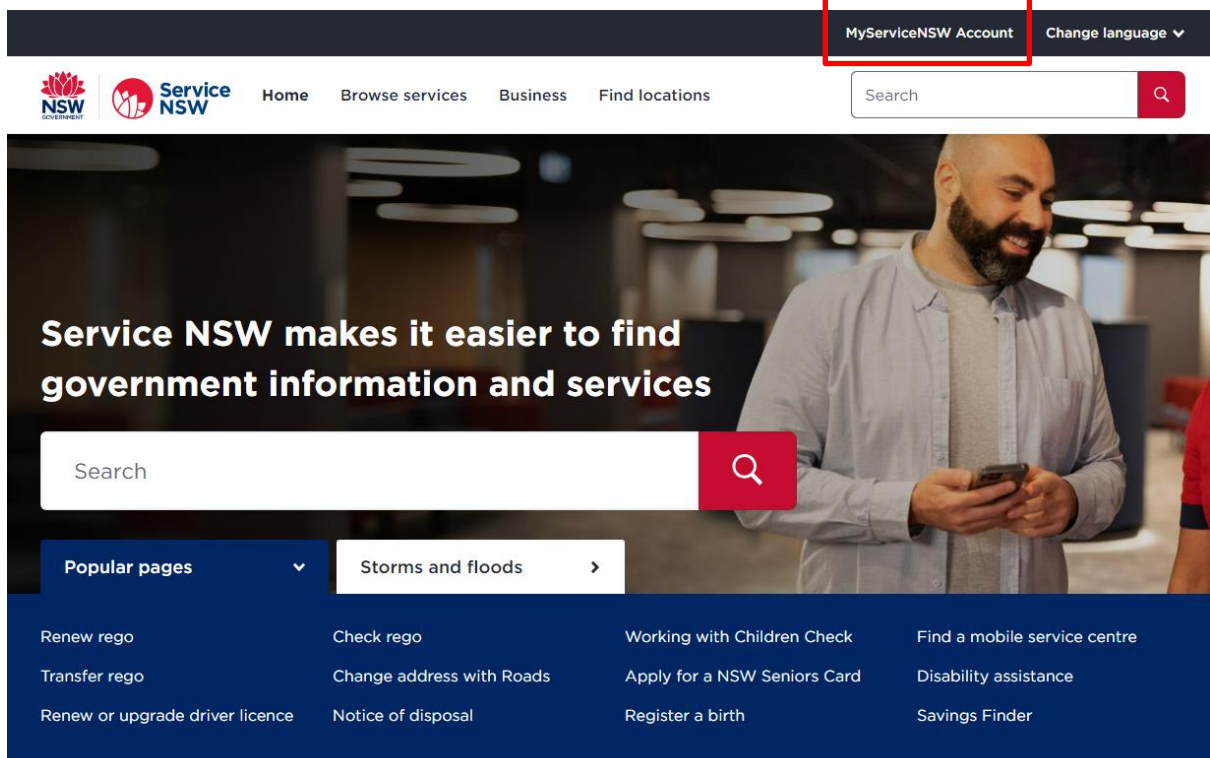 MyServiceNSW Account
Change language
NSW
GOVERNMENT
Service
NSW
Home
Browse services
Business
Find locations
Search
Service NSW makes it easier to find
government information and services
Search
Popular pages
Storms and floods
Renew rego
Check rego
Working with Children Check
Find a mobile service centre
Transfer rego
Change address with Roads
Apply for a NSW Seniors Card
Disability assistance
Renew or upgrade driver licence
Notice of disposal
Register a birth
Savings Finder